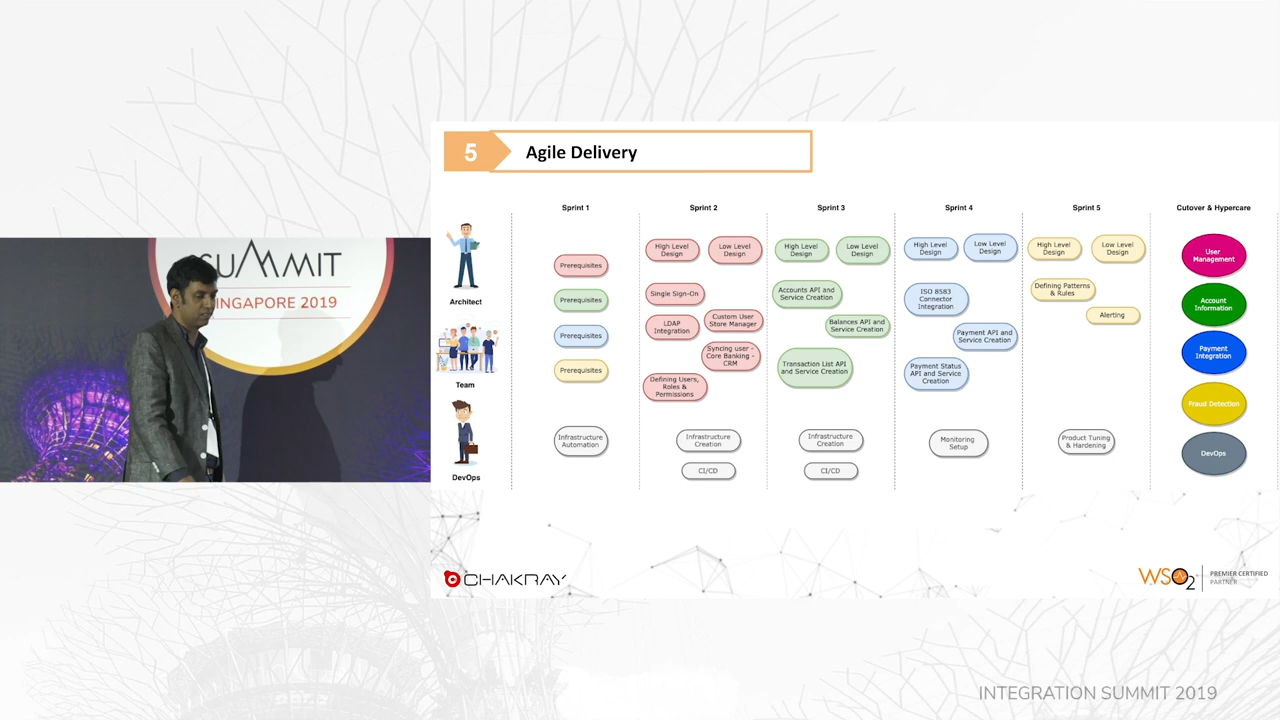 SUMMIT
SINGAPORE 2019
5
Agile Delivery
Sprint 1
Sprint 2
Sprint 3
Sprint 4
Sprint 5
Cutover & Hypercare
Architect
Team
DevOps
Prerequisites
Prerequisites
Prerequisites
Prerequisites
Infrastructure
Automation
High Level
Design
Low Level
Design
Single Sign-On
LDAP
Integration
Custom User
Store Manager
Syncing user -
Core Banking -
CRM
Defining Users,
Roles &
Permissions
Infrastructure
Creation
CI/CD
High Level
Design
Low Level
Design
Accounts API and
Service Creation
Balances API and
Service Creation
Transaction List API
and Service Creation
Infrastructure
Creation
CI/CD
High Level
Design
Low Level
Design
ISO 8583
Connector
Integration
Payment API and
Service Creation
Payment Status
API and Service
Creation
Monitoring
Setup
High Level
Design
Low Level
Design
Defining Patterns
& Rules
Alerting
Product Tuning
& Hardening
User
Management
Account
Information
Payment
Integration
Fraud Detection
DevOps
CHAKRAY
WSO2
PREMIER CERTIFIED
PARTNER
INTEGRATION SUMMIT 2019